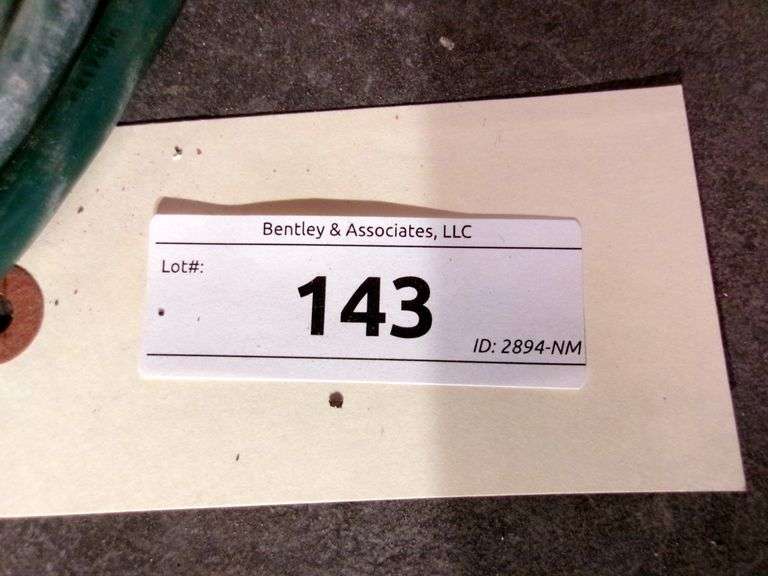 Bentley & Associates, LLC
Lot#:
143
ID: 2894-NM